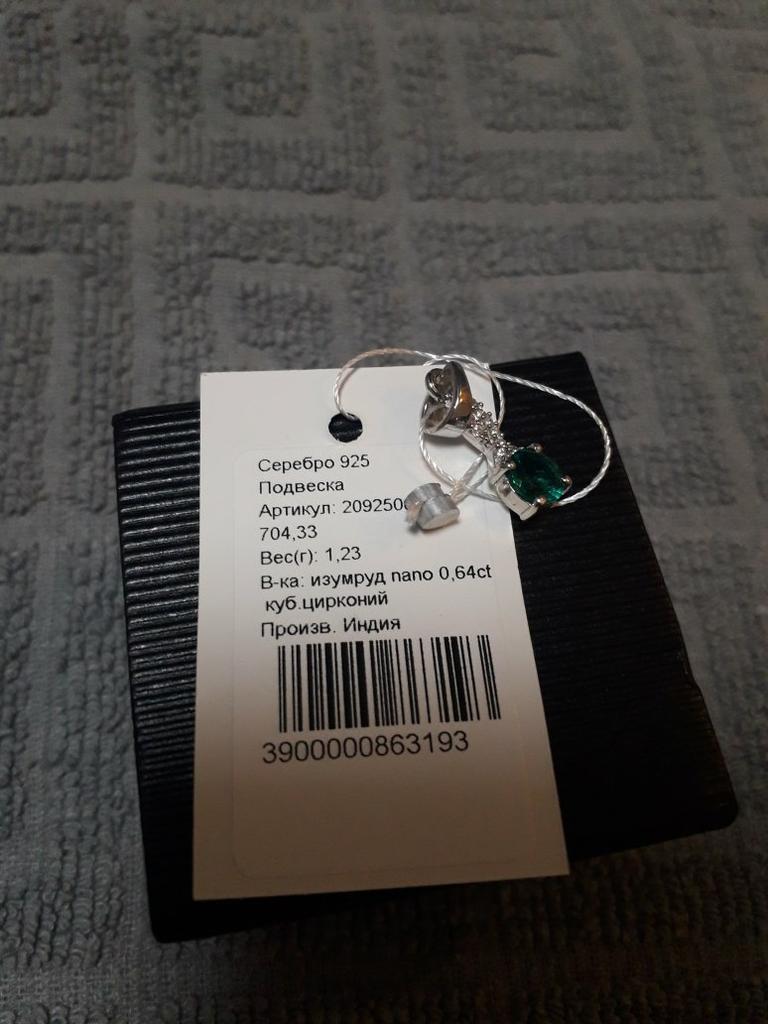 Серебро 925
Подвеска
Артикул: 209250
704,33
Вес(г): 1,23
В-ка: изумруд nano 0,64ct
куб.цирконий
Произв. Индия
3900000863193